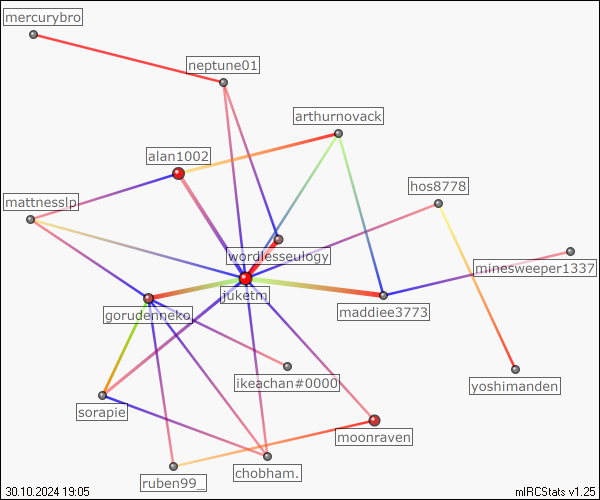 mercurybro
neptune01
arthurnovack
alan1002
hos8778
mattnesslp
wordlesseulogy
minesweeper1337
juketm
gorudenneko
maddiee3773
ikeachan#0000
yoshimanden
sorapie
moonraven
chobham.
ruben99_
30.10.2024 19:05
mIRCStats v1.25